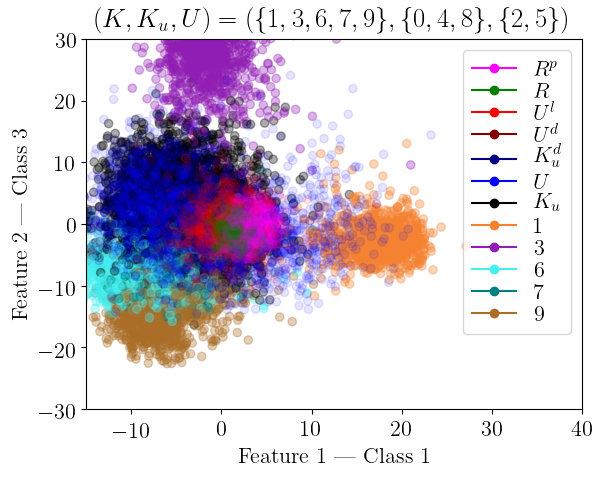 (K, K_u, U) = ({1, 3, 6, 7, 9}, {0, 4, 8}, {2, 5})
30
20
10
0
−10
−20
−30
Feature 2 — Class 3
R^p
R
U^l
U^d
K_u^d
U
K_u
1
3
6
7
9
−10
0
10
20
30
40
Feature 1 — Class 1